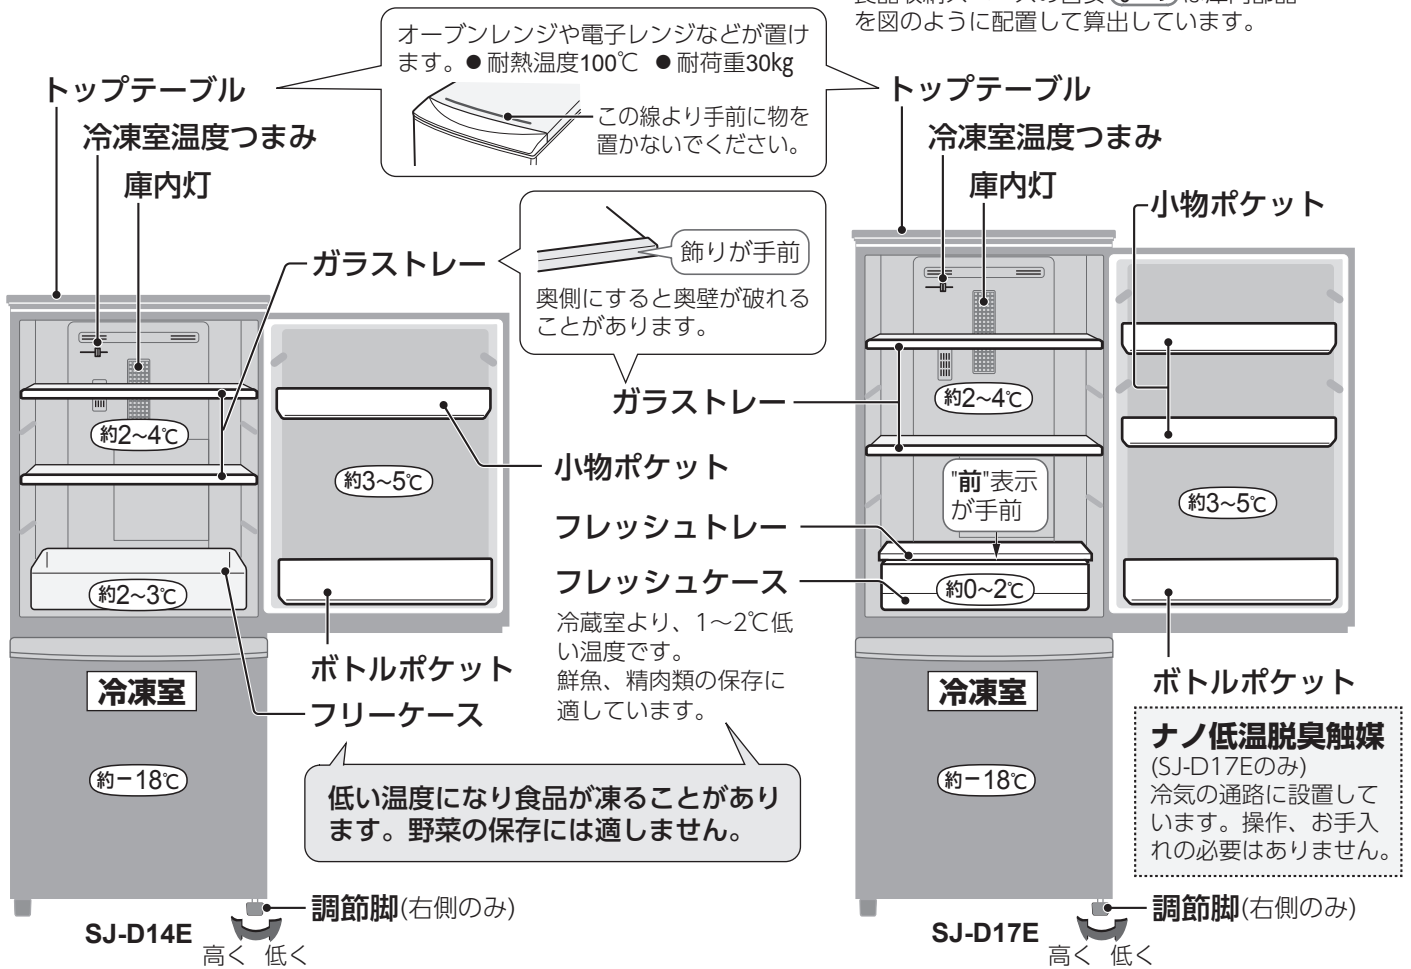 を図のように配置して算出しています。
オーブンレンジや電子レンジなどが置け
ます。●耐熱温度100℃ ●耐荷重30kg
この線より手前に物を
置かないでください。
トップテーブル
冷凍室温度つまみ
庫内灯
ガラストレー
飾りが手前
奥側にすると奥壁が破れる
ことがあります。
約2~4℃
約3~5℃
約2~3℃
小物ポケット
ボトルポケット
フリーケース
冷凍室
約-18℃
調節脚(右側のみ)
SJ-D14E
高く 低く
トップテーブル
冷凍室温度つまみ
庫内灯
小物ポケット
ガラストレー
約2~4℃
"前"表示
が手前
約3~5℃
フレッシュトレー
フレッシュケース
約0~2℃
冷蔵室より、1~2℃低
い温度です。
鮮魚、精肉類の保存に
適しています。
低い温度になり食品が凍ることがあり
ます。野菜の保存には適しません。
ボトルポケット
冷凍室
約-18℃
ナノ低温脱臭触媒
(SJ-D17Eのみ)
冷気の通路に設置して
います。操作、お手入
れの必要はありません。
調節脚(右側のみ)
SJ-D17E
高く 低く